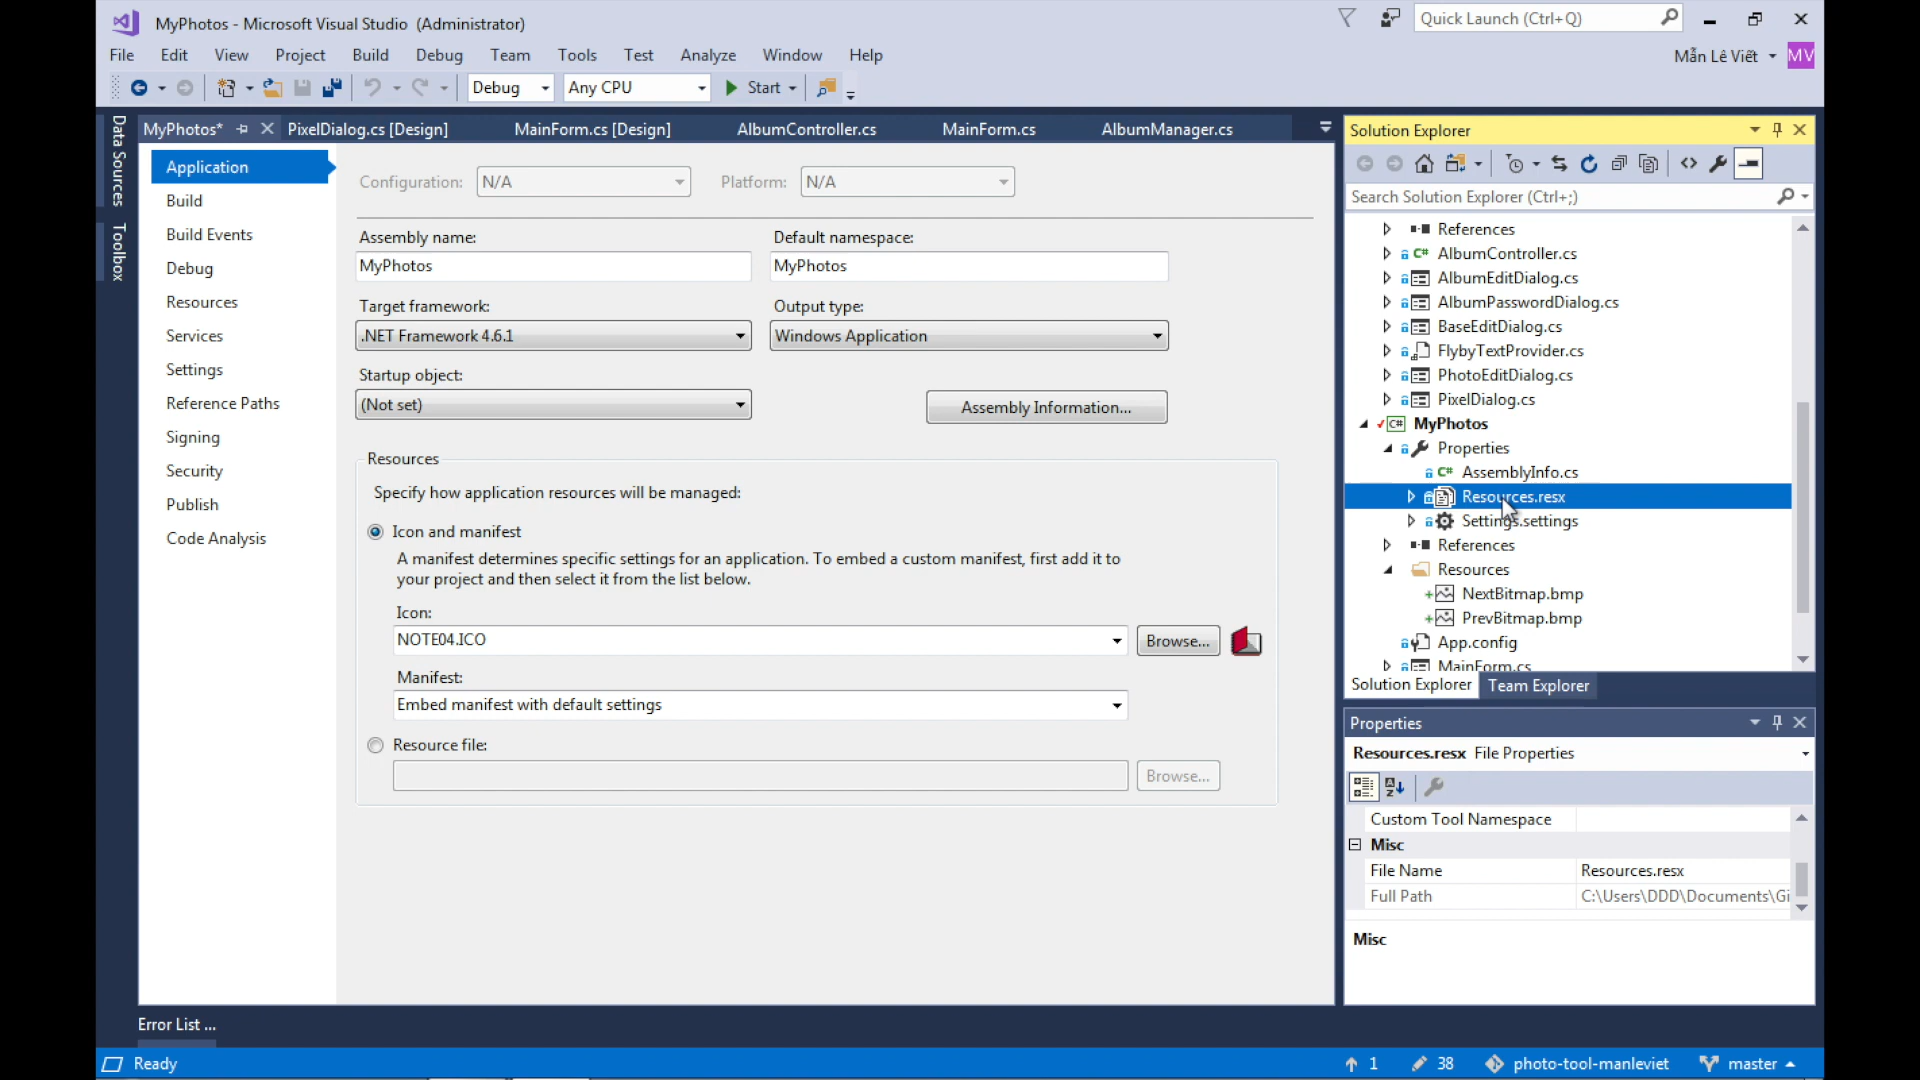 MyPhotos - Microsoft Visual Studio (Administrator)
Quick Launch (Ctrl+Q)
File Edit View Project Build Debug Team Tools Test Analyze Window Help
Mẫn Lê Viết MV
Debug Any CPU Start
Data Sources
Toolbox
MyPhotos* PixelDialog.cs [Design] MainForm.cs [Design] AlbumController.cs MainForm.cs AlbumManager.cs
Application
Build
Build Events
Debug
Resources
Services
Settings
Reference Paths
Signing
Security
Publish
Code Analysis
Configuration: N/A Platform: N/A
Assembly name: Default namespace:
MyPhotos MyPhotos
Target framework: Output type:
.NET Framework 4.6.1 Windows Application
Startup object:
(Not set) Assembly Information...
Resources
Specify how application resources will be managed:
Icon and manifest
A manifest determines specific settings for an application. To embed a custom manifest, first add it to
your project and then select it from the list below.
Icon:
NOTE04.ICO Browse...
Manifest:
Embed manifest with default settings
Resource file:
Browse...
Solution Explorer
Search Solution Explorer (Ctrl+;)
References
C# AlbumController.cs
AlbumEditDialog.cs
AlbumPasswordDialog.cs
BaseEditDialog.cs
FlybyTextProvider.cs
PhotoEditDialog.cs
PixelDialog.cs
C# MyPhotos
Properties
C# AssemblyInfo.cs
Resources.resx
Settings.settings
References
Resources
NextBitmap.bmp
PrevBitmap.bmp
App.config
MainForm.cs
Solution Explorer Team Explorer
Properties
Resources.resx File Properties
Custom Tool Namespace
Misc
File Name Resources.resx
Full Path C:\Users\DDD\Documents\Gi
Misc
Error List ...
Ready
1 38 photo-tool-manleviet master